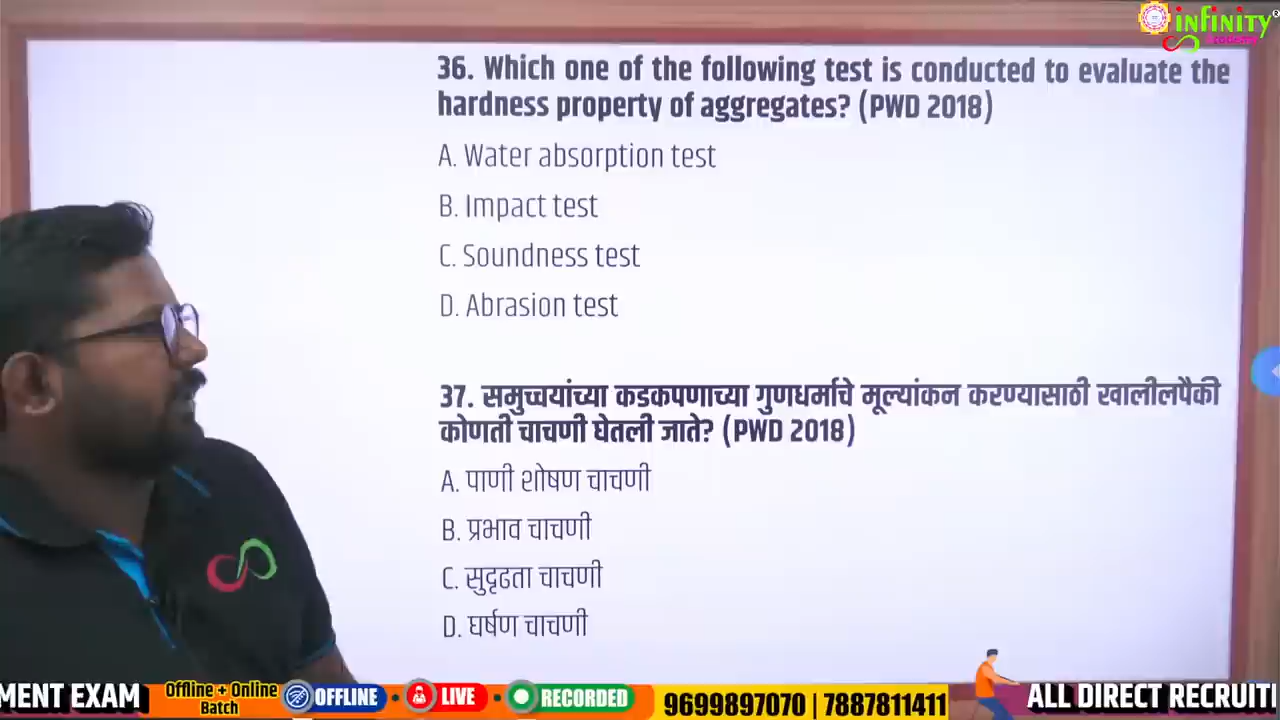 infinity
36. Which one of the following test is conducted to evaluate the
hardness property of aggregates? (PWD 2018)
A. Water absorption test
B. Impact test
C. Soundness test
D. Abrasion test
37. समुच्चयांच्या कडकपणाच्या गुणधर्माचे मूल्यांकन करण्यासाठी खालीलपैकी
कोणती चाचणी घेतली जाते? (PWD 2018)
A. पाणी शोषण चाचणी
B. प्रभाव चाचणी
C. सुदृढता चाचणी
D. घर्षण चाचणी
MENT EXAM
Offline + Online
Batch
OFFLINE
LIVE
RECORDED
9699897070 | 7887811411
ALL DIRECT RECRUITI